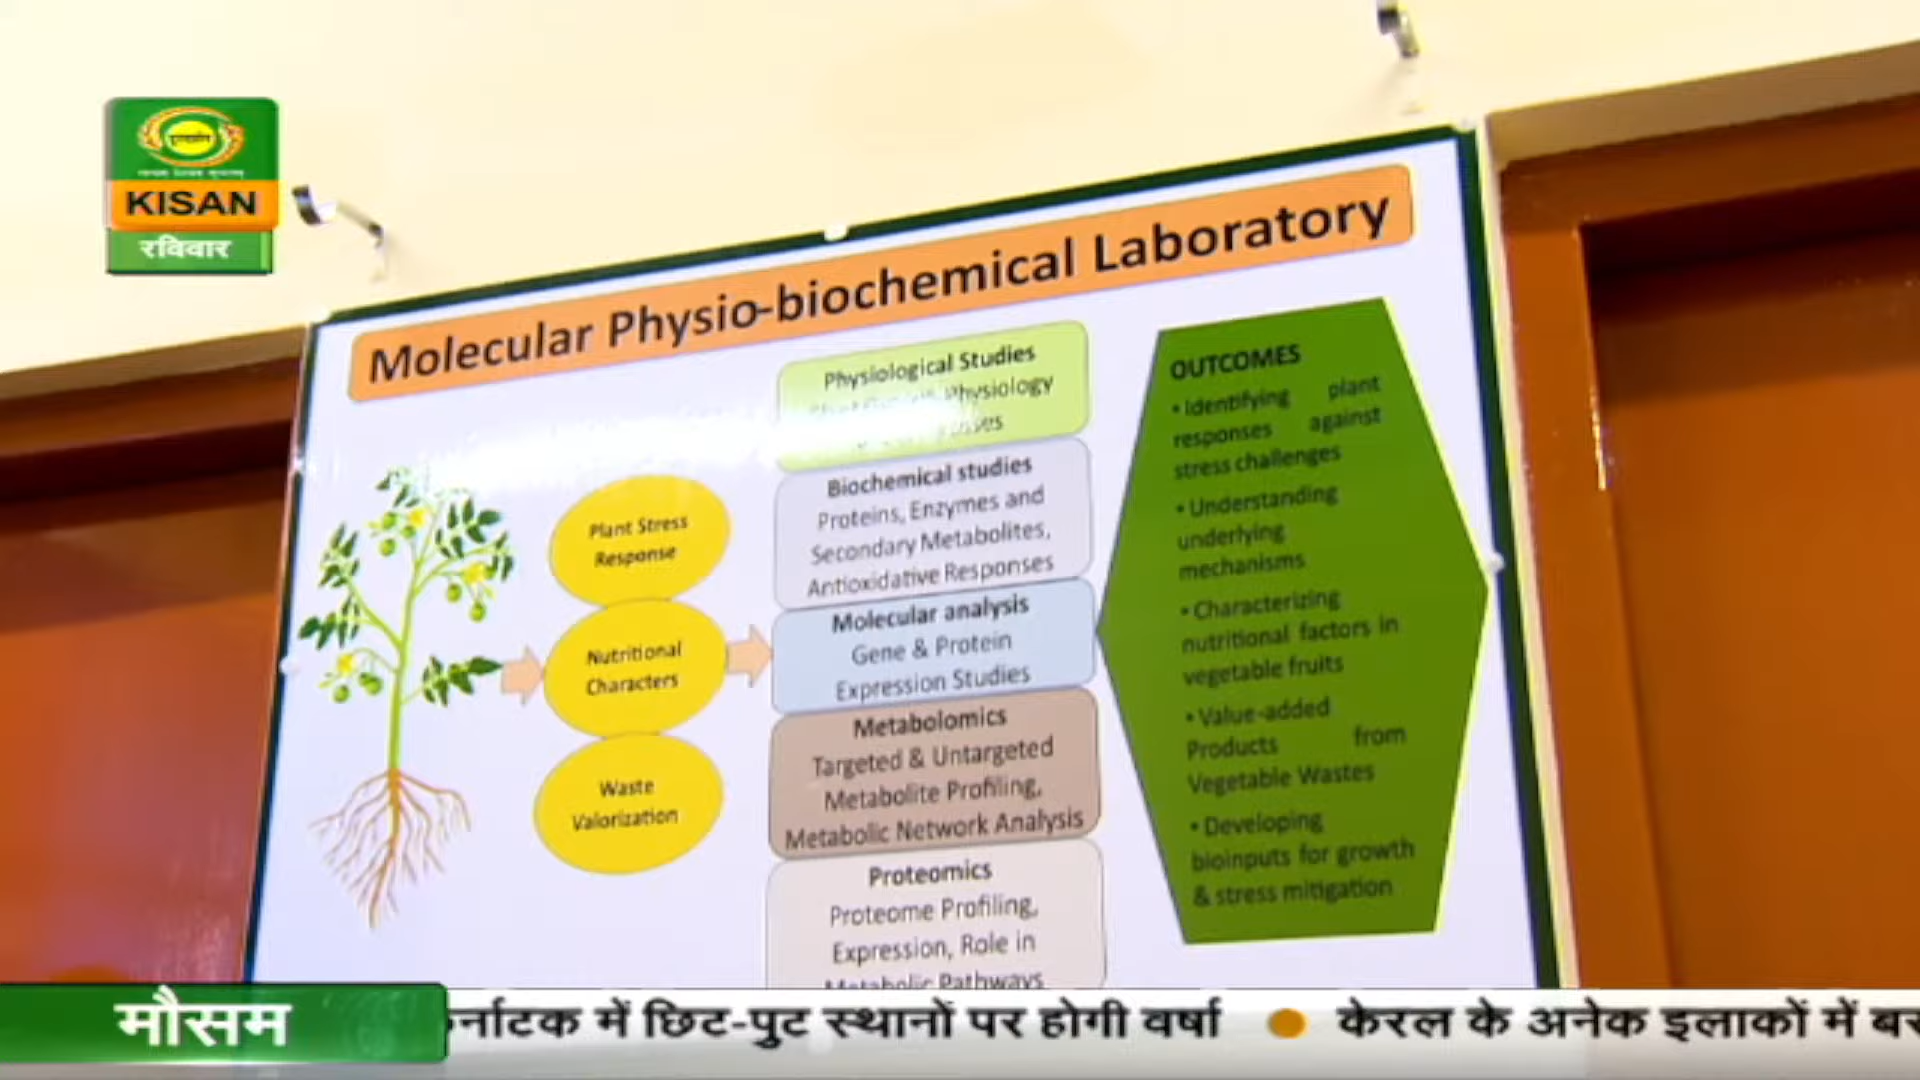 KISAN
रविवार
Molecular Physio-biochemical Laboratory
Plant Stress
Response
Nutritional
Characters
Waste
Valorization
Physiological Studies
Physiology
Biochemical studies
Proteins, Enzymes and
Secondary Metabolites,
Antioxidative Responses
Molecular analysis
Gene & Protein
Expression Studies
Metabolomics
Targeted & Untargeted
Metabolite Profiling,
Metabolic Network Analysis
Proteomics
Proteome Profiling,
Expression, Role in
Metabolic Pathways
OUTCOMES
• Identifying plant
responses against
stress challenges
• Understanding
underlying
mechanisms
• Characterizing
nutritional factors in
vegetable fruits
• Value-added
Products from
Vegetable Wastes
• Developing
bioinputs for growth
& stress mitigation
मौसम
में छिट-पुट स्थानों पर होगी वर्षा ● केरल के अनेक इलाकों में